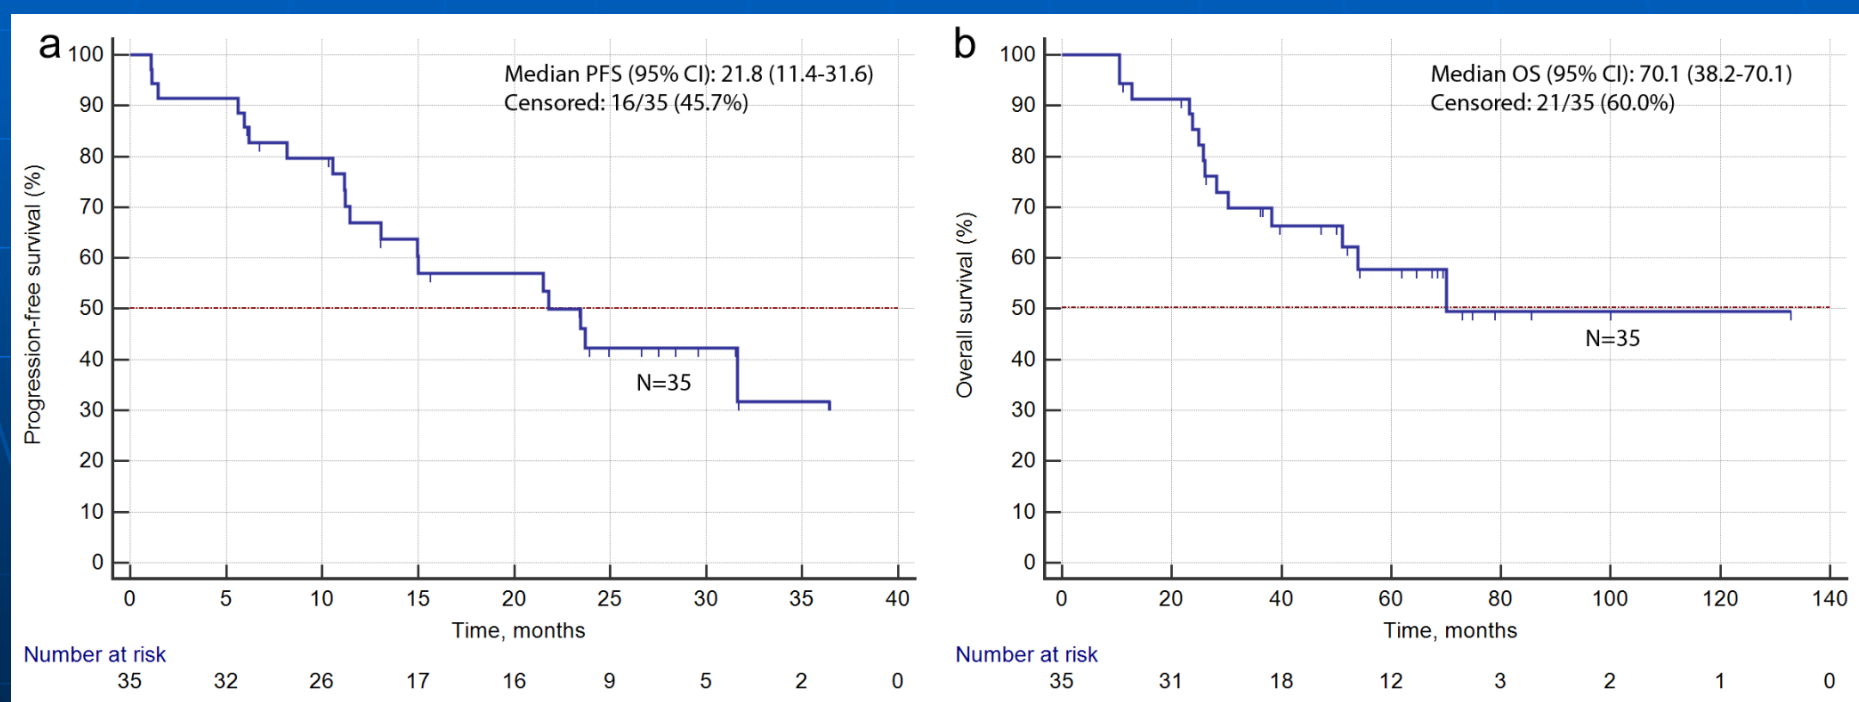 a
Median PFS (95% CI): 21.8 (11.4-31.6)
Censored: 16/35 (45.7%)
Progression-free survival (%)
100
90
80
70
60
50
40
30
20
10
0
N=35
0 5 10 15 20 25 30 35 40
Time, months
Number at risk
35 32 26 17 16 9 5 2 0
b
Median OS (95% CI): 70.1 (38.2-70.1)
Censored: 21/35 (60.0%)
Overall survival (%)
100
90
80
70
60
50
40
30
20
10
0
N=35
0 20 40 60 80 100 120 140
Time, months
Number at risk
35 31 18 12 3 2 1 0